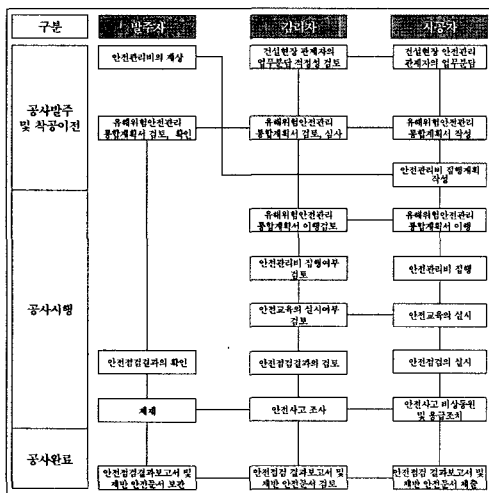 구분
발주자
감리자
시공자
공사발주
및 착공이전
안전관리비의 계상
건설현장 관계자의
업무분담 적정성 검토
건설현장 안전관리
관계자의 업무분담
유해위험안전관리
통합계획서 검토, 확인
유해위험안전관리
통합계획서 검토, 심사
유해위험안전관리
통합계획서 작성
안전관리비 집행계획
작성
공사시행
유해위험안전관리
통합계획서 이행검토
유해위험안전관리
통합계획서 이행
안전관리비 집행여부
검토
안전관리비 집행
안전교육의 실시여부
검토
안전교육의 실시
안전점검결과의 확인
안전점검결과의 검토
안전점검의 실시
제재
안전사고 조사
안전사고 비상동원
및 응급조치
공사완료
안전점검결과보고서 및
제반 안전문서 보관
안전점검 결과보고서 및
제반 안전문서 검토
안전점검 결과보고서 및
제반 안전문서 제출